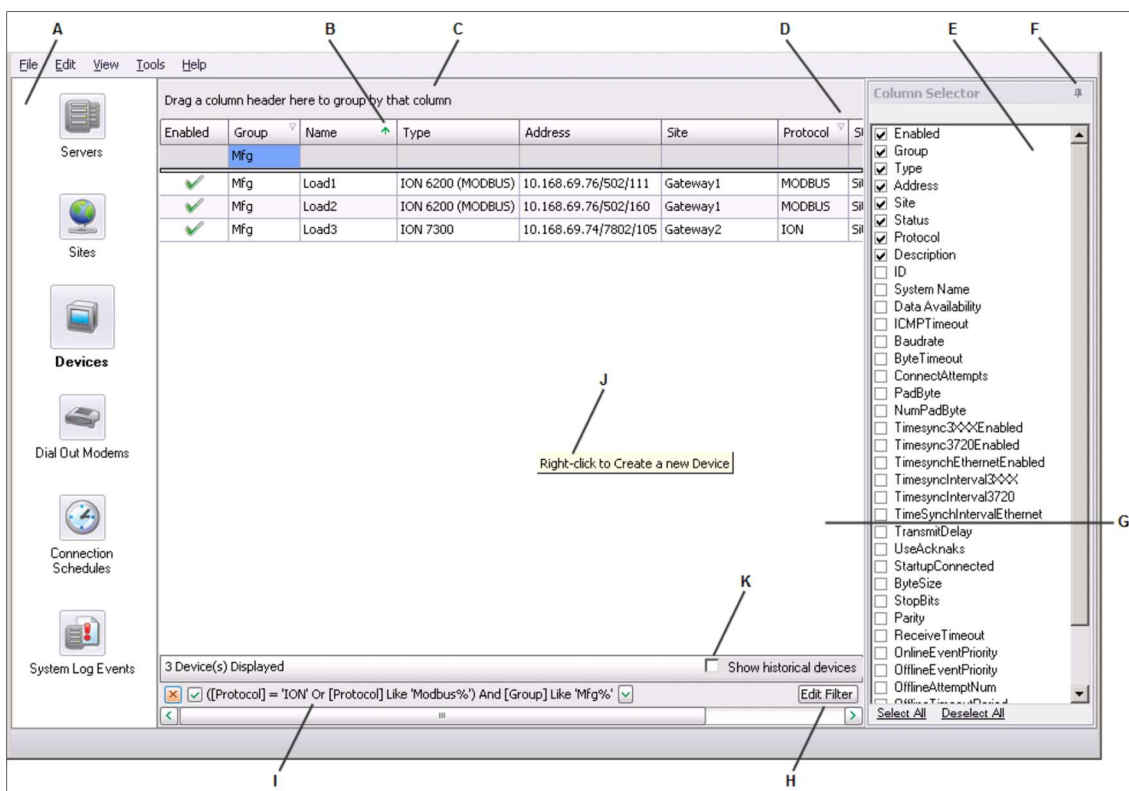 A B C D E F
File Edit View Tools Help
Servers
Sites
Devices
Dial Out Modems
Connection
Schedules
System Log Events
Drag a column header here to group by that column
Enabled Group Name Type Address Site Protocol
Mfg
Mfg Load1 ION 6200 (MODBUS) 10.168.69.76/502/111 Gateway1 MODBUS
Mfg Load2 ION 6200 (MODBUS) 10.168.69.76/502/160 Gateway1 MODBUS
Mfg Load3 ION 7300 10.168.69.74/7802/105 Gateway2 ION
J
Right-click to Create a new Device
K
3 Device(s) Displayed Show historical devices
([Protocol] = 'ION' Or [Protocol] Like 'Modbus%') And [Group] Like 'Mfg%' Edit Filter
Column Selector
Enabled
Group
Type
Address
Site
Status
Protocol
Description
ID
System Name
Data Availability
ICMPTimeout
Baudrate
ByteTimeout
ConnectAttempts
PadByte
NumPadByte
Timesync3XXXEnabled
Timesync3720Enabled
TimesynchEthernetEnabled
TimesyncInterval3XXX
TimesyncInterval3720
TimeSynchIntervalEthernet
G
TransmitDelay
UseAcknaks
StartupConnected
ByteSize
StopBits
Parity
ReceiveTimeout
OnlineEventPriority
OfflineEventPriority
OfflineAttemptNum
Select All Deselect All
I H